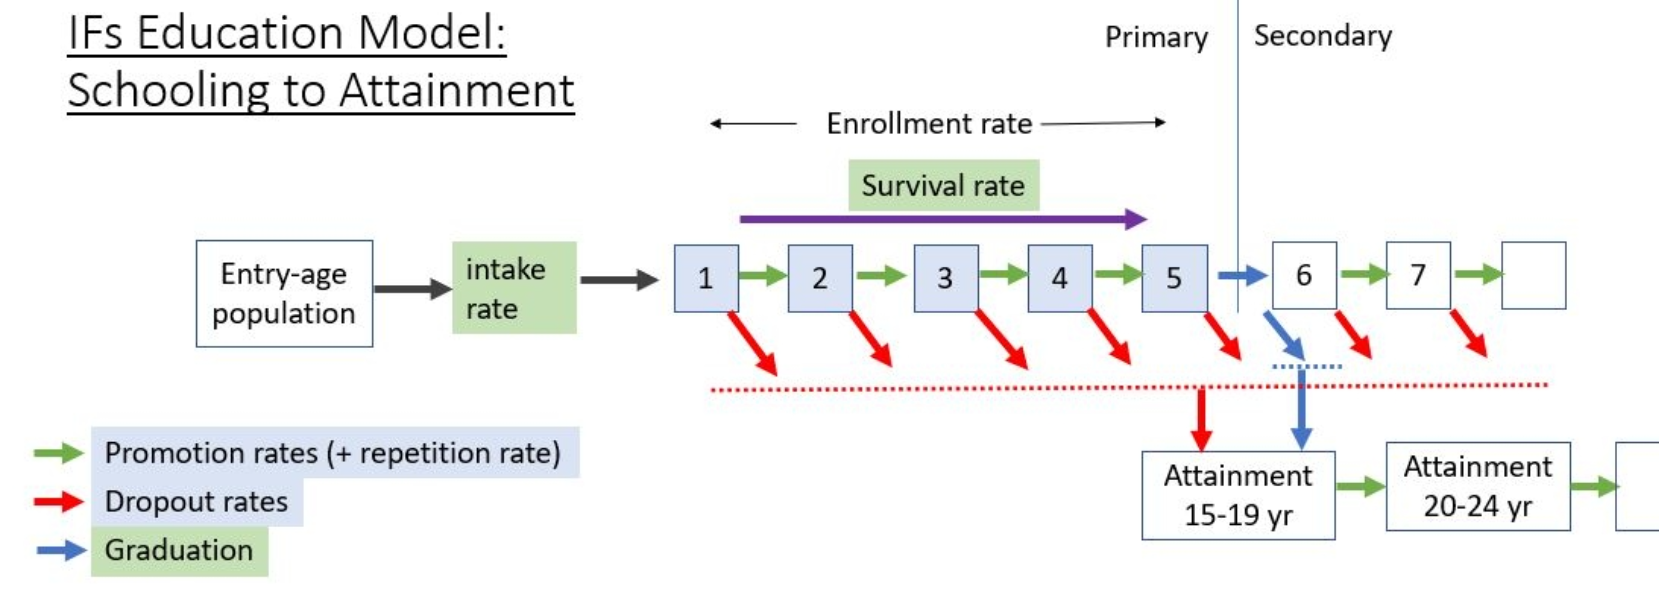 IFs Education Model:
Schooling to Attainment
Primary
Secondary
Enrollment rate
Survival rate
Entry-age
population
intake
rate
1
2
3
4
5
6
7
Promotion rates (+ repetition rate)
Dropout rates
Graduation
Attainment
15-19 yr
Attainment
20-24 yr